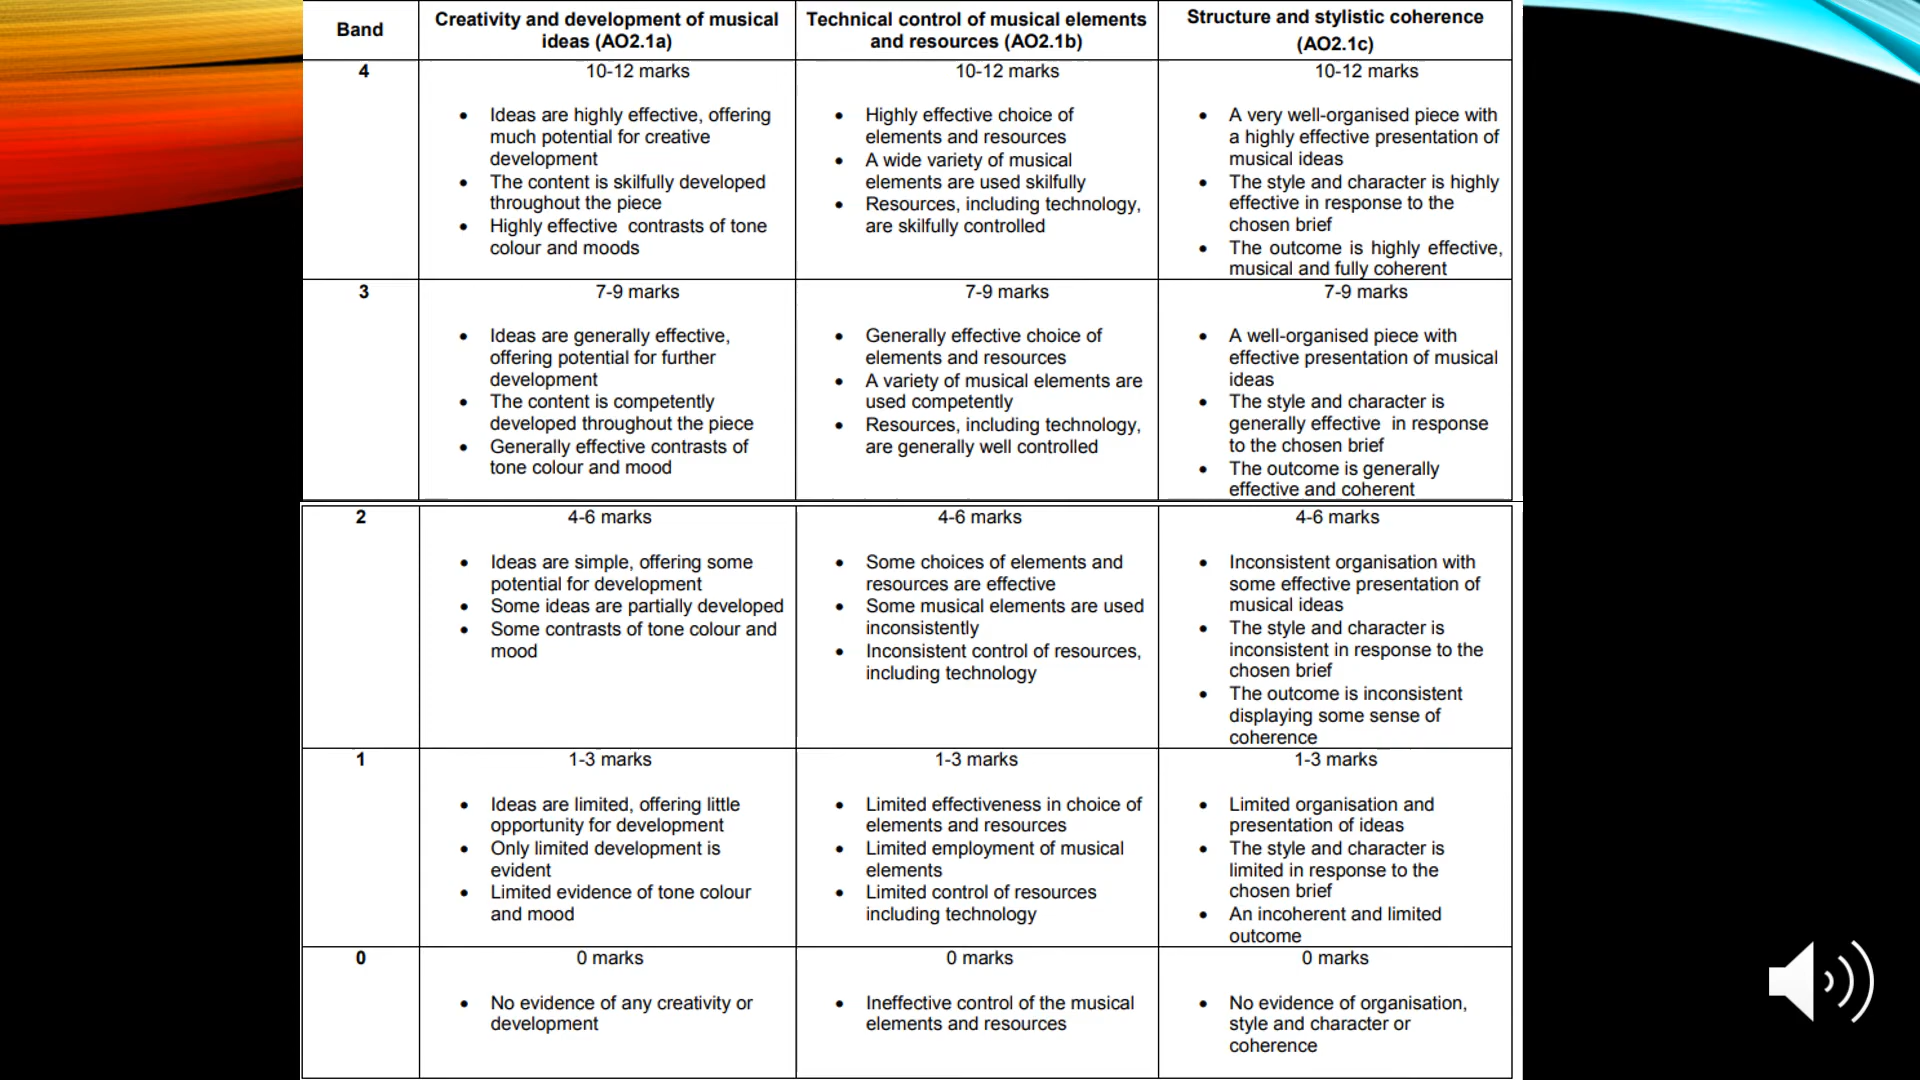 Band
Creativity and development of musical
ideas (AO2.1a)
Technical control of musical elements
and resources (AO2.1b)
Structure and stylistic coherence
(AO2.1c)
4
10-12 marks
• Ideas are highly effective, offering
much potential for creative
development
• The content is skilfully developed
throughout the piece
• Highly effective contrasts of tone
colour and moods
10-12 marks
• Highly effective choice of
elements and resources
• A wide variety of musical
elements are used skilfully
• Resources, including technology,
are skilfully controlled
10-12 marks
• A very well-organised piece with
a highly effective presentation of
musical ideas
• The style and character is highly
effective in response to the
chosen brief
• The outcome is highly effective,
musical and fully coherent
3
7-9 marks
• Ideas are generally effective,
offering potential for further
development
• The content is competently
developed throughout the piece
• Generally effective contrasts of
tone colour and mood
7-9 marks
• Generally effective choice of
elements and resources
• A variety of musical elements are
used competently
• Resources, including technology,
are generally well controlled
7-9 marks
• A well-organised piece with
effective presentation of musical
ideas
• The style and character is
generally effective in response
to the chosen brief
• The outcome is generally
effective and coherent
2
4-6 marks
• Ideas are simple, offering some
potential for development
• Some ideas are partially developed
• Some contrasts of tone colour and
mood
4-6 marks
• Some choices of elements and
resources are effective
• Some musical elements are used
inconsistently
• Inconsistent control of resources,
including technology
4-6 marks
• Inconsistent organisation with
some effective presentation of
musical ideas
• The style and character is
inconsistent in response to the
chosen brief
• The outcome is inconsistent
displaying some sense of
coherence
1
1-3 marks
• Ideas are limited, offering little
opportunity for development
• Only limited development is
evident
• Limited evidence of tone colour
and mood
1-3 marks
• Limited effectiveness in choice of
elements and resources
• Limited employment of musical
elements
• Limited control of resources
including technology
1-3 marks
• Limited organisation and
presentation of ideas
• The style and character is
limited in response to the
chosen brief
• An incoherent and limited
outcome
0
0 marks
• No evidence of any creativity or
development
0 marks
• Ineffective control of the musical
elements and resources
0 marks
• No evidence of organisation,
style and character or
coherence